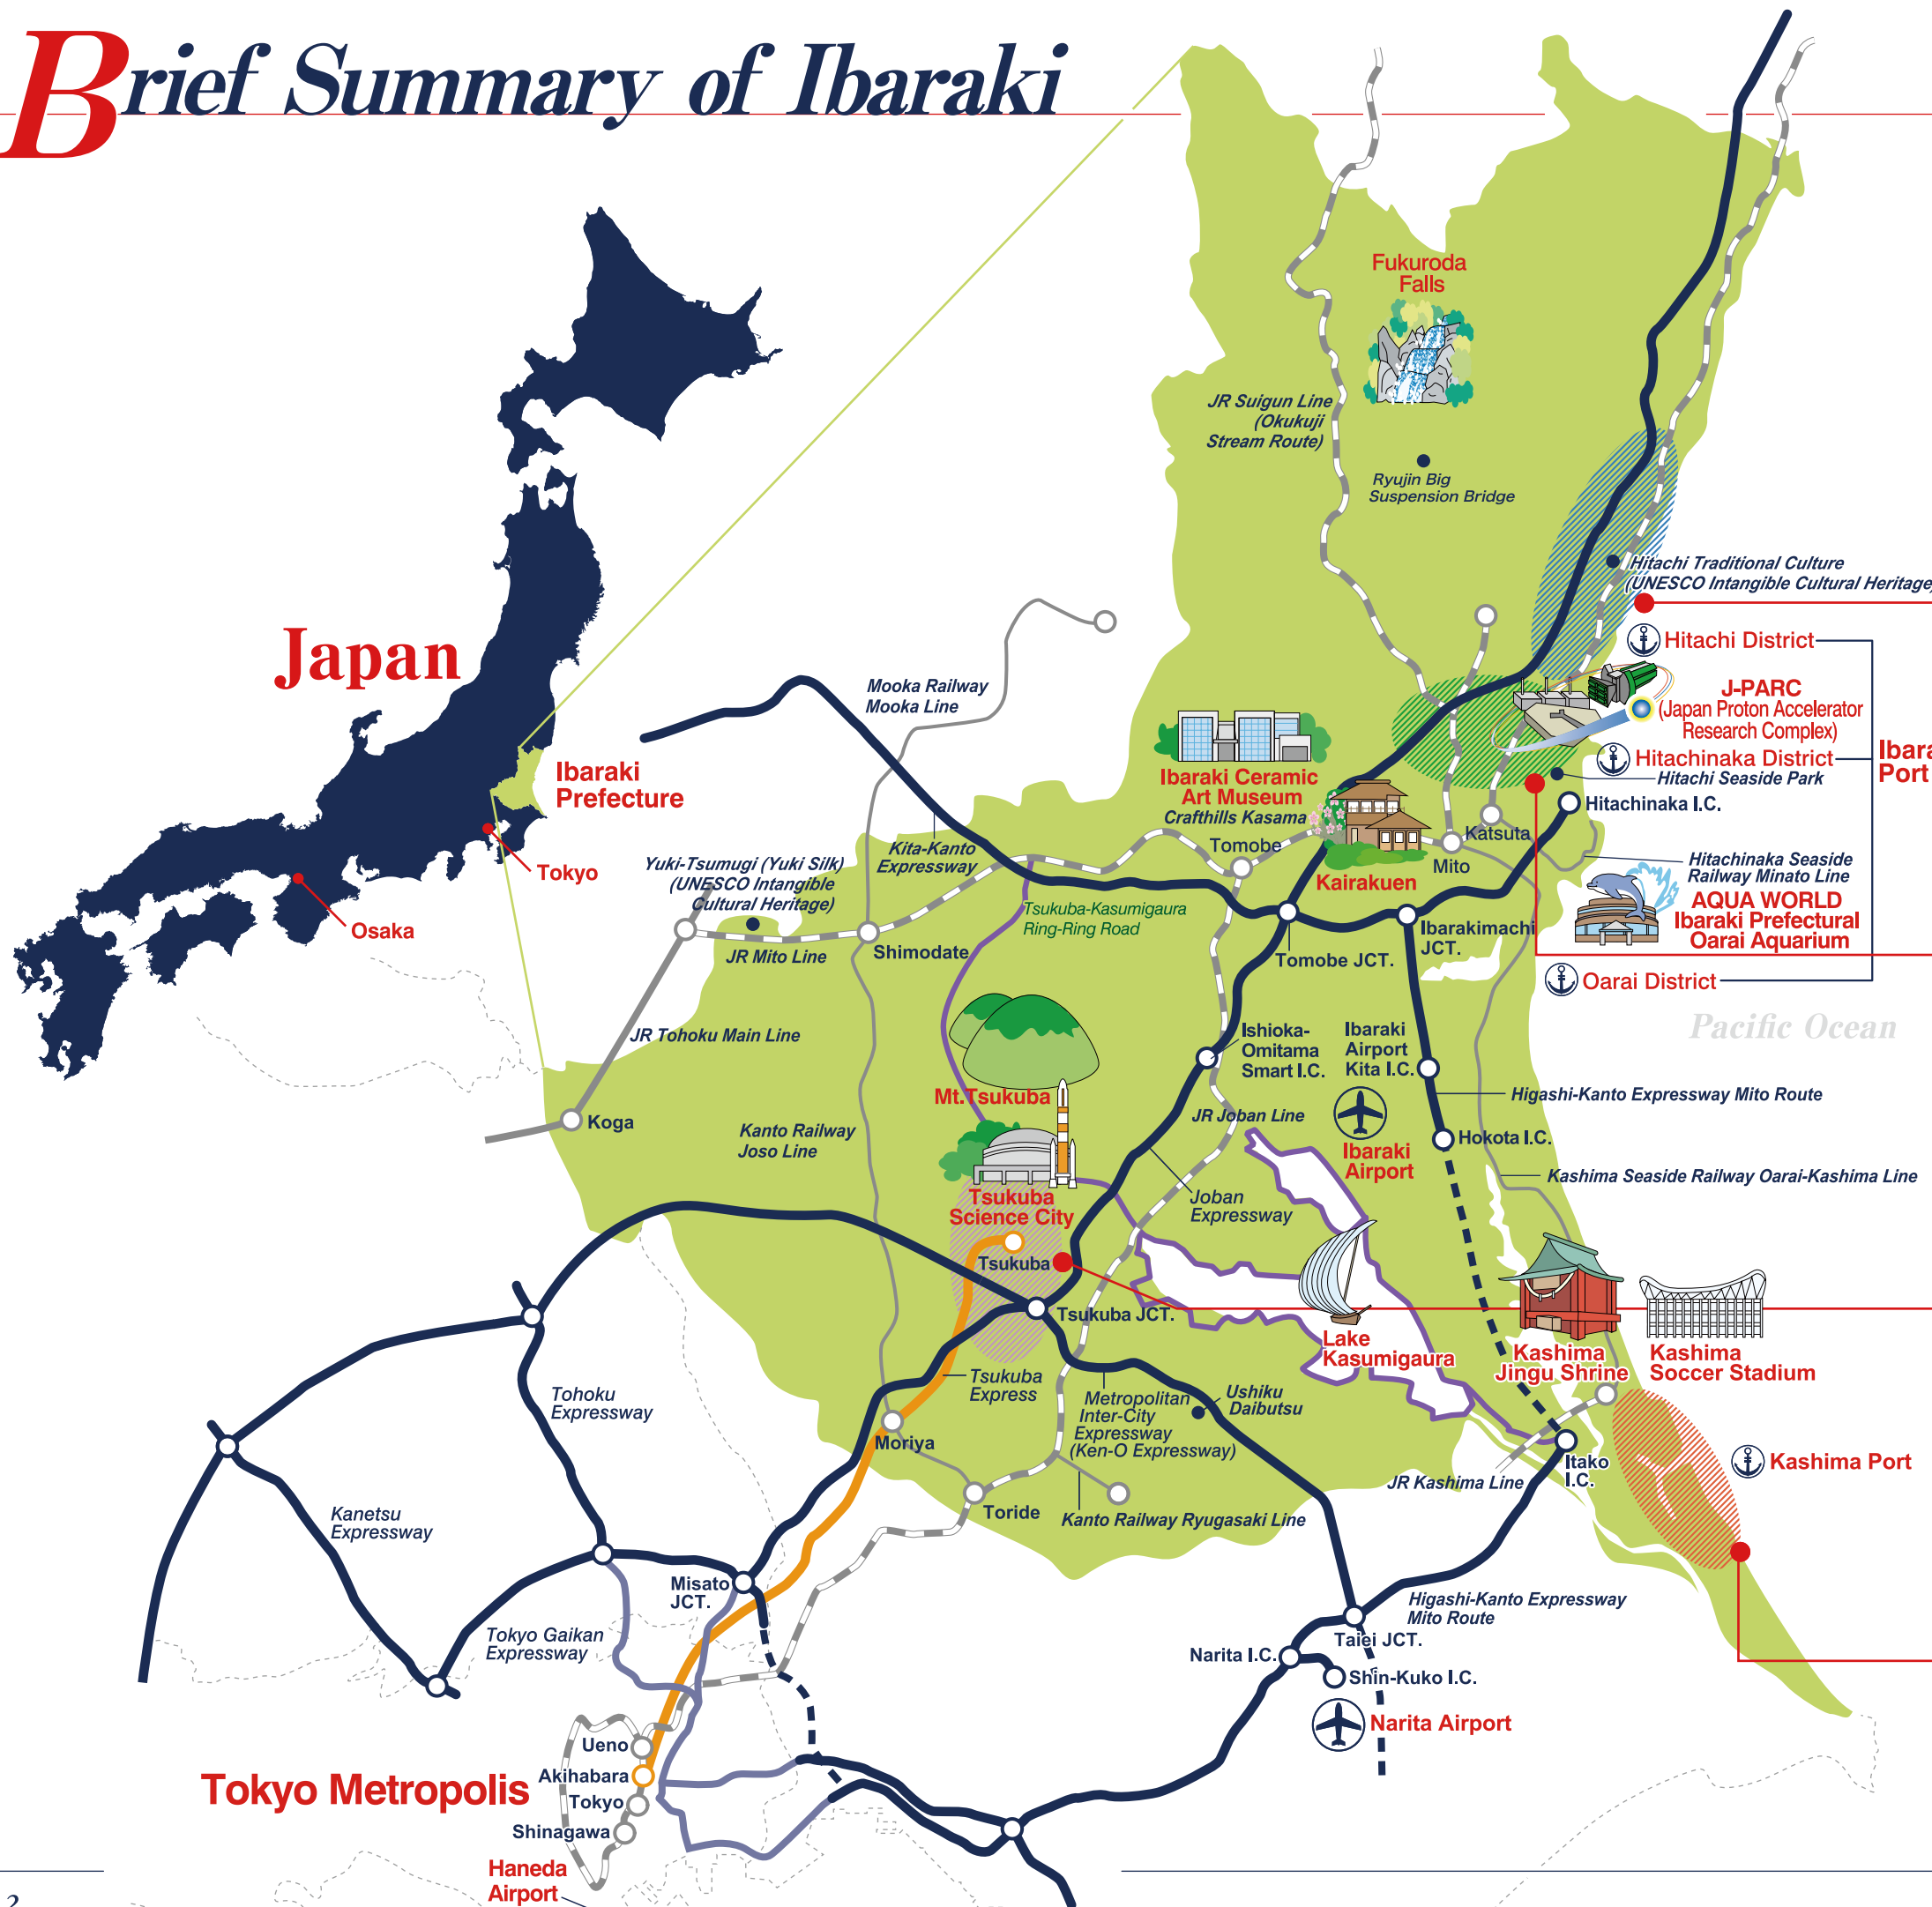 Brief Summary of Ibaraki
Japan
Ibaraki
Prefecture
Tokyo
Osaka
Fukuroda
Falls
JR Suigun Line
(Okukuji
Stream Route)
Ryujin Big
Suspension Bridge
Hitachi Traditional Culture
(UNESCO Intangible Cultural Heritage)
Hitachi District
J-PARC
(Japan Proton Accelerator
Research Complex)
Hitachinaka District
Hitachi Seaside Park
Port
Hitachinaka I.C.
Mooka Railway
Mooka Line
Ibaraki Ceramic
Art Museum
Crafthills Kasama
Tomobe
Katsuta
Mito
Kairakuen
Hitachinaka Seaside
Railway Minato Line
AQUA WORLD
Ibaraki Prefectural
Oarai Aquarium
Kita-Kanto
Expressway
Yuki-Tsumugi (Yuki Silk)
(UNESCO Intangible
Cultural Heritage)
Tsukuba-Kasumigaura
Ring-Ring Road
JR Mito Line
Shimodate
Tomobe JCT.
Ibarakimachi
JCT.
Oarai District
Pacific Ocean
JR Tohoku Main Line
Ishioka-
Omitama
Smart I.C.
Ibaraki
Airport
Kita I.C.
Higashi-Kanto Expressway Mito Route
Mt.Tsukuba
Koga
Kanto Railway
Joso Line
JR Joban Line
Ibaraki
Airport
Hokota I.C.
Kashima Seaside Railway Oarai-Kashima Line
Tsukuba
Science City
Joban
Expressway
Tsukuba
Tsukuba JCT.
Lake
Kasumigaura
Kashima
Jingu Shrine
Kashima
Soccer Stadium
Tohoku
Expressway
Tsukuba
Express
Metropolitan
Inter-City
Expressway
(Ken-O Expressway)
Ushiku
Daibutsu
Moriya
Itako
I.C.
Kashima Port
JR Kashima Line
Toride
Kanto Railway Ryugasaki Line
Kanetsu
Expressway
Misato
JCT.
Higashi-Kanto Expressway
Mito Route
Tokyo Gaikan
Expressway
Taiei JCT.
Narita I.C.
Shin-Kuko I.C.
Narita Airport
Ueno
Tokyo Metropolis
Akihabara
Tokyo
Shinagawa
Haneda
Airport
2